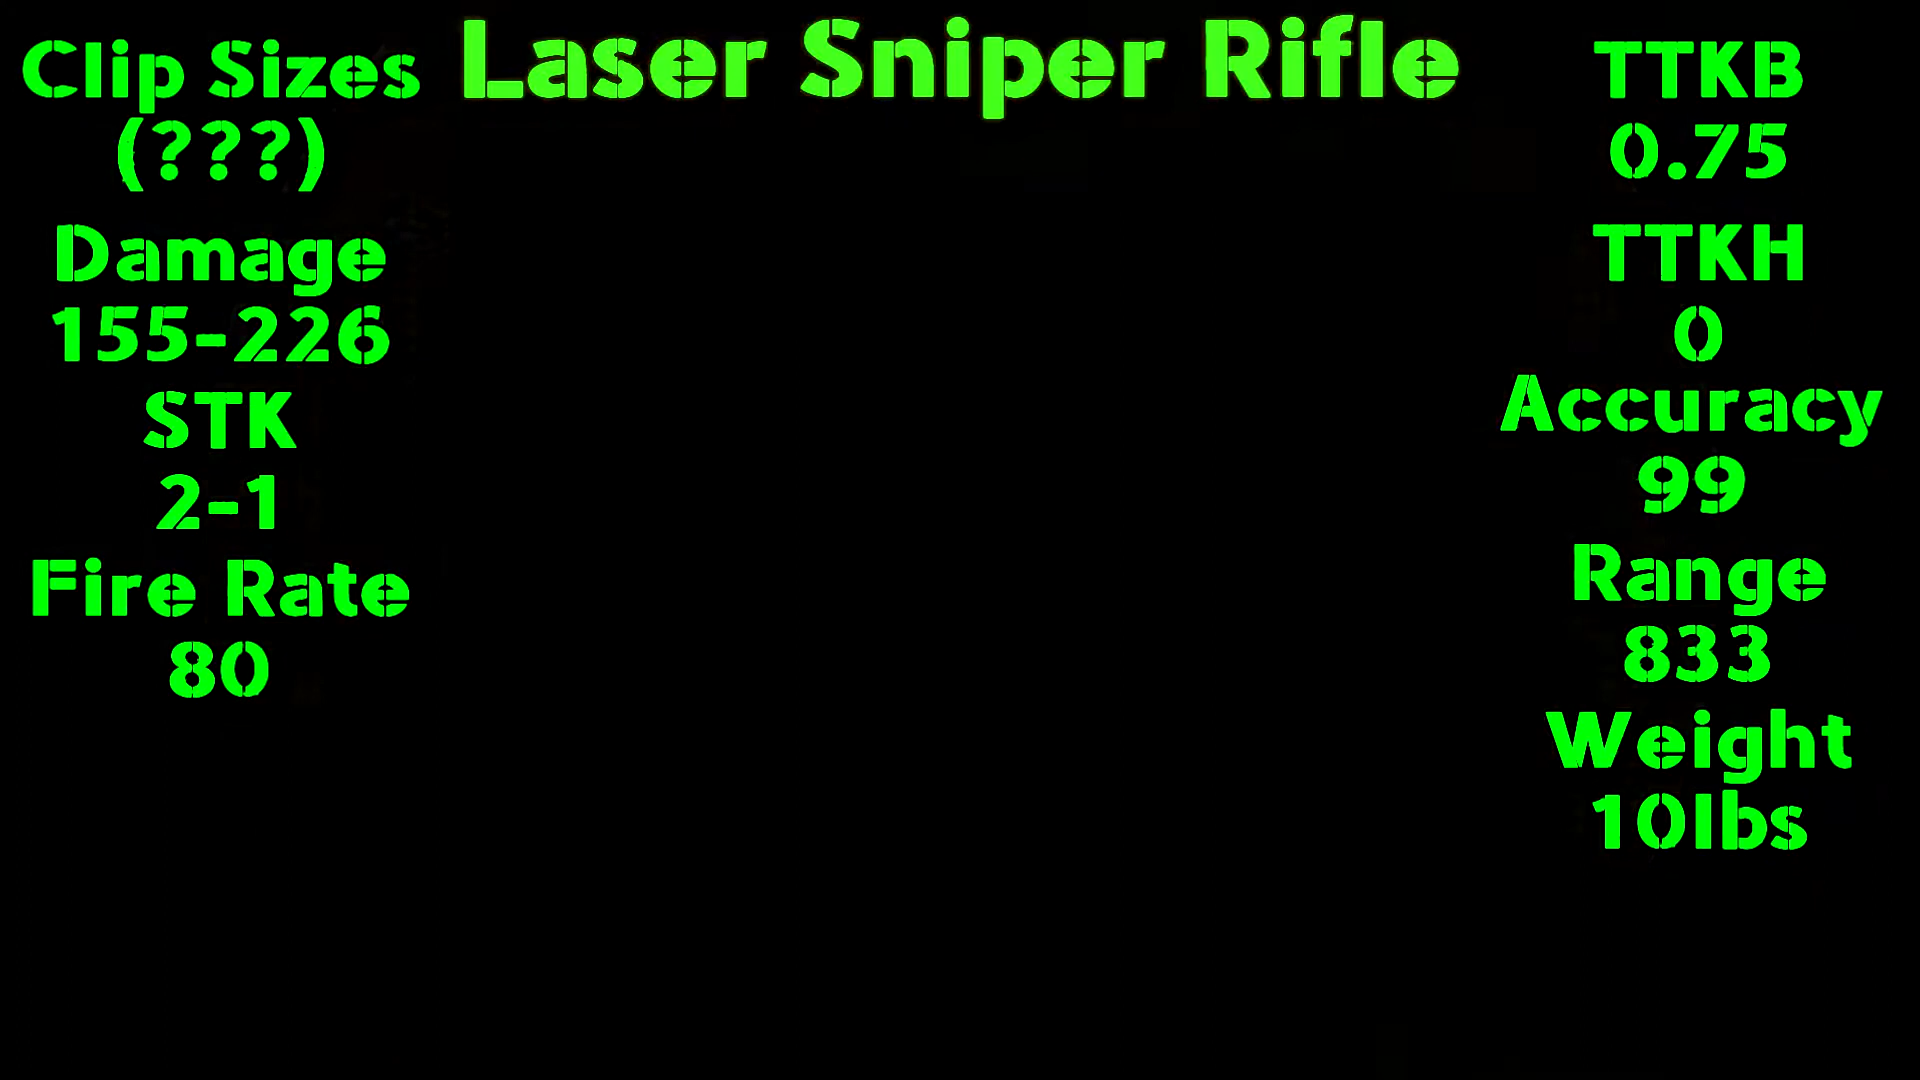 Laser Sniper Rifle
Clip Sizes
(???)
Damage
155-226
STK
2-1
Fire Rate
80
TTKB
0.75
TTKH
0
Accuracy
99
Range
833
Weight
10lbs